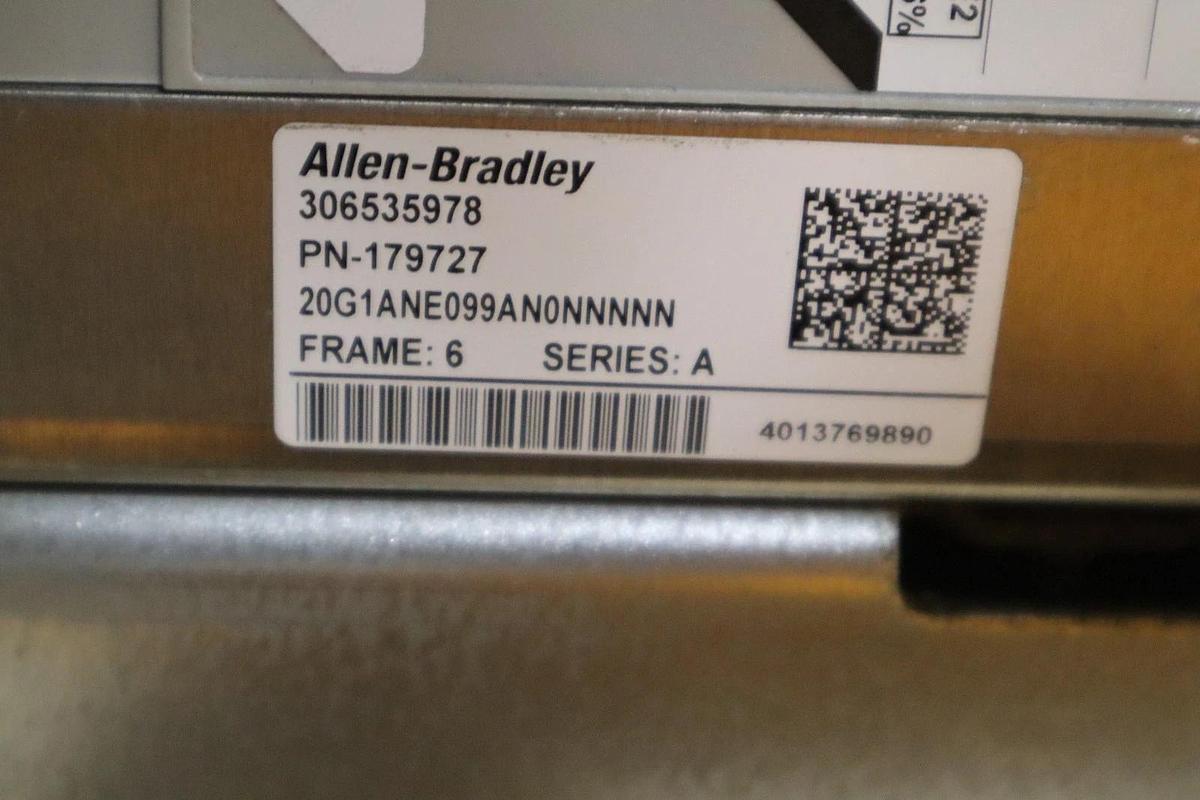 Allen-Bradley
306535978
PN-179727
20G1ANE099AN0NNNNN
FRAME: 6 SERIES: A
4013769890